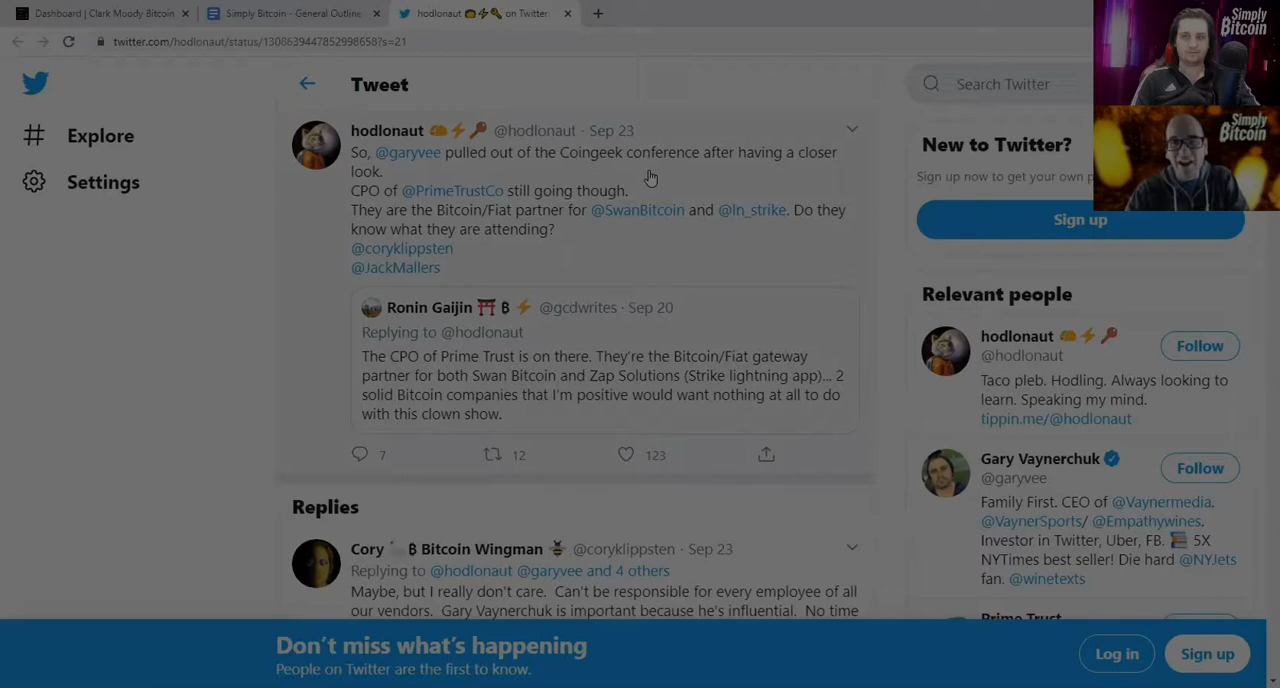 Dashboard | Clark Moody Bitcoin
Simply Bitcoin - General Outline
hodlonaut on Twitter:
twitter.com/hodlonaut/status/1308639447852998658?s=21
Simply
Bitcoin
Simply
Bitcoin
Explore
Settings
Tweet
hodlonaut @hodlonaut · Sep 23
So, @garyvee pulled out of the Coingeek conference after having a closer
look.
CPO of @PrimeTrustCo still going though.
They are the Bitcoin/Fiat partner for @SwanBitcoin and @ln_strike. Do they
know what they are attending?
@coryklippsten
@JackMallers
Ronin Gaijin ₿ @gcdwrites · Sep 20
Replying to @hodlonaut
The CPO of Prime Trust is on there. They're the Bitcoin/Fiat gateway
partner for both Swan Bitcoin and Zap Solutions (Strike lightning app)... 2
solid Bitcoin companies that I'm positive would want nothing at all to do
with this clown show.
7 12 123
Replies
Cory ₿ Bitcoin Wingman @coryklippsten · Sep 23
Replying to @hodlonaut @garyvee and 4 others
Maybe, but I really don't care. Can't be responsible for every employee of all
our vendors. Gary Vaynerchuk is important because he's influential. No time
Search Twitter
New to Twitter?
Sign up now to get your own
Sign up
Relevant people
hodlonaut
@hodlonaut
Follow
Taco pleb. Hodling. Always looking to
learn. Speaking my mind.
tippin.me/@hodlonaut
Gary Vaynerchuk
@garyvee
Follow
Family First. CEO of @Vaynermedia.
@VaynerSports/ @Empathywines.
Investor in Twitter, Uber, FB. 5X
NYTimes best seller! Die hard @NYJets
fan. @winetexts
Prime Trust
Don't miss what's happening
People on Twitter are the first to know.
Log in
Sign up